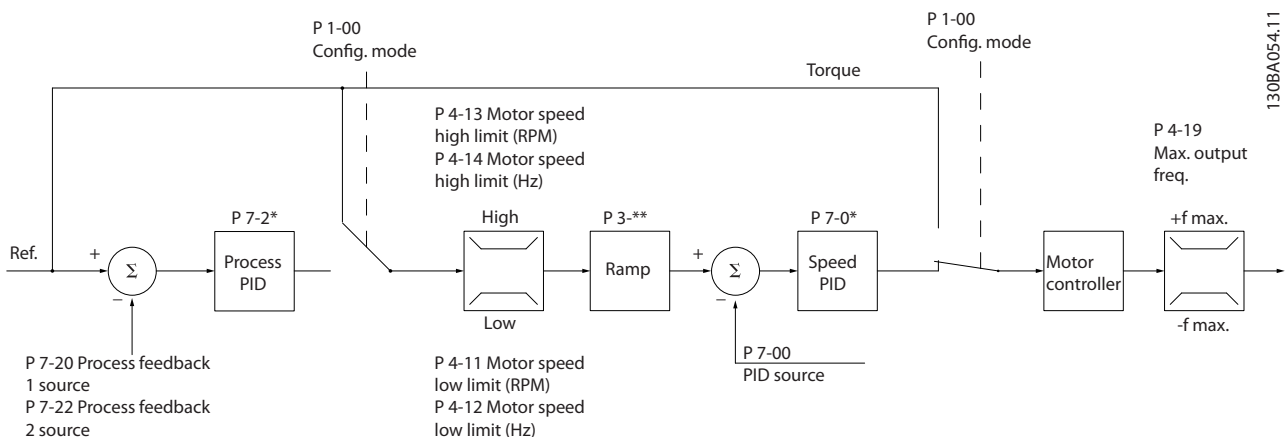 P 1-00
Config. mode
P 1-00
Config. mode
130BA054.11
Torque
P 4-13 Motor speed
high limit (RPM)
P 4-14 Motor speed
high limit (Hz)
P 4-19
Max. output
freq.
P 7-2*
High
P 3-**
P 7-0*
+f max.
Ref.
+
Σ
–
Process
PID
Ramp
+
Σ
–
Speed
PID
Motor
controller
Low
-f max.
P 7-20 Process feedback
1 source
P 7-22 Process feedback
2 source
P 4-11 Motor speed
low limit (RPM)
P 4-12 Motor speed
low limit (Hz)
P 7-00
PID source